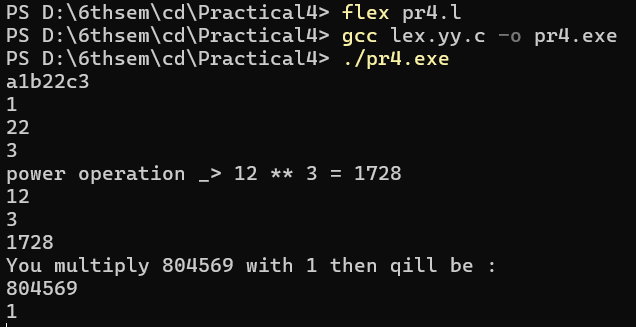 PS D:\6thsem\cd\Practical4> flex pr4.l
PS D:\6thsem\cd\Practical4> gcc lex.yy.c -o pr4.exe
PS D:\6thsem\cd\Practical4> ./pr4.exe
a1b22c3
1
22
3
power operation _> 12 ** 3 = 1728
12
3
1728
You multiply 804569 with 1 then qill be :
804569
1